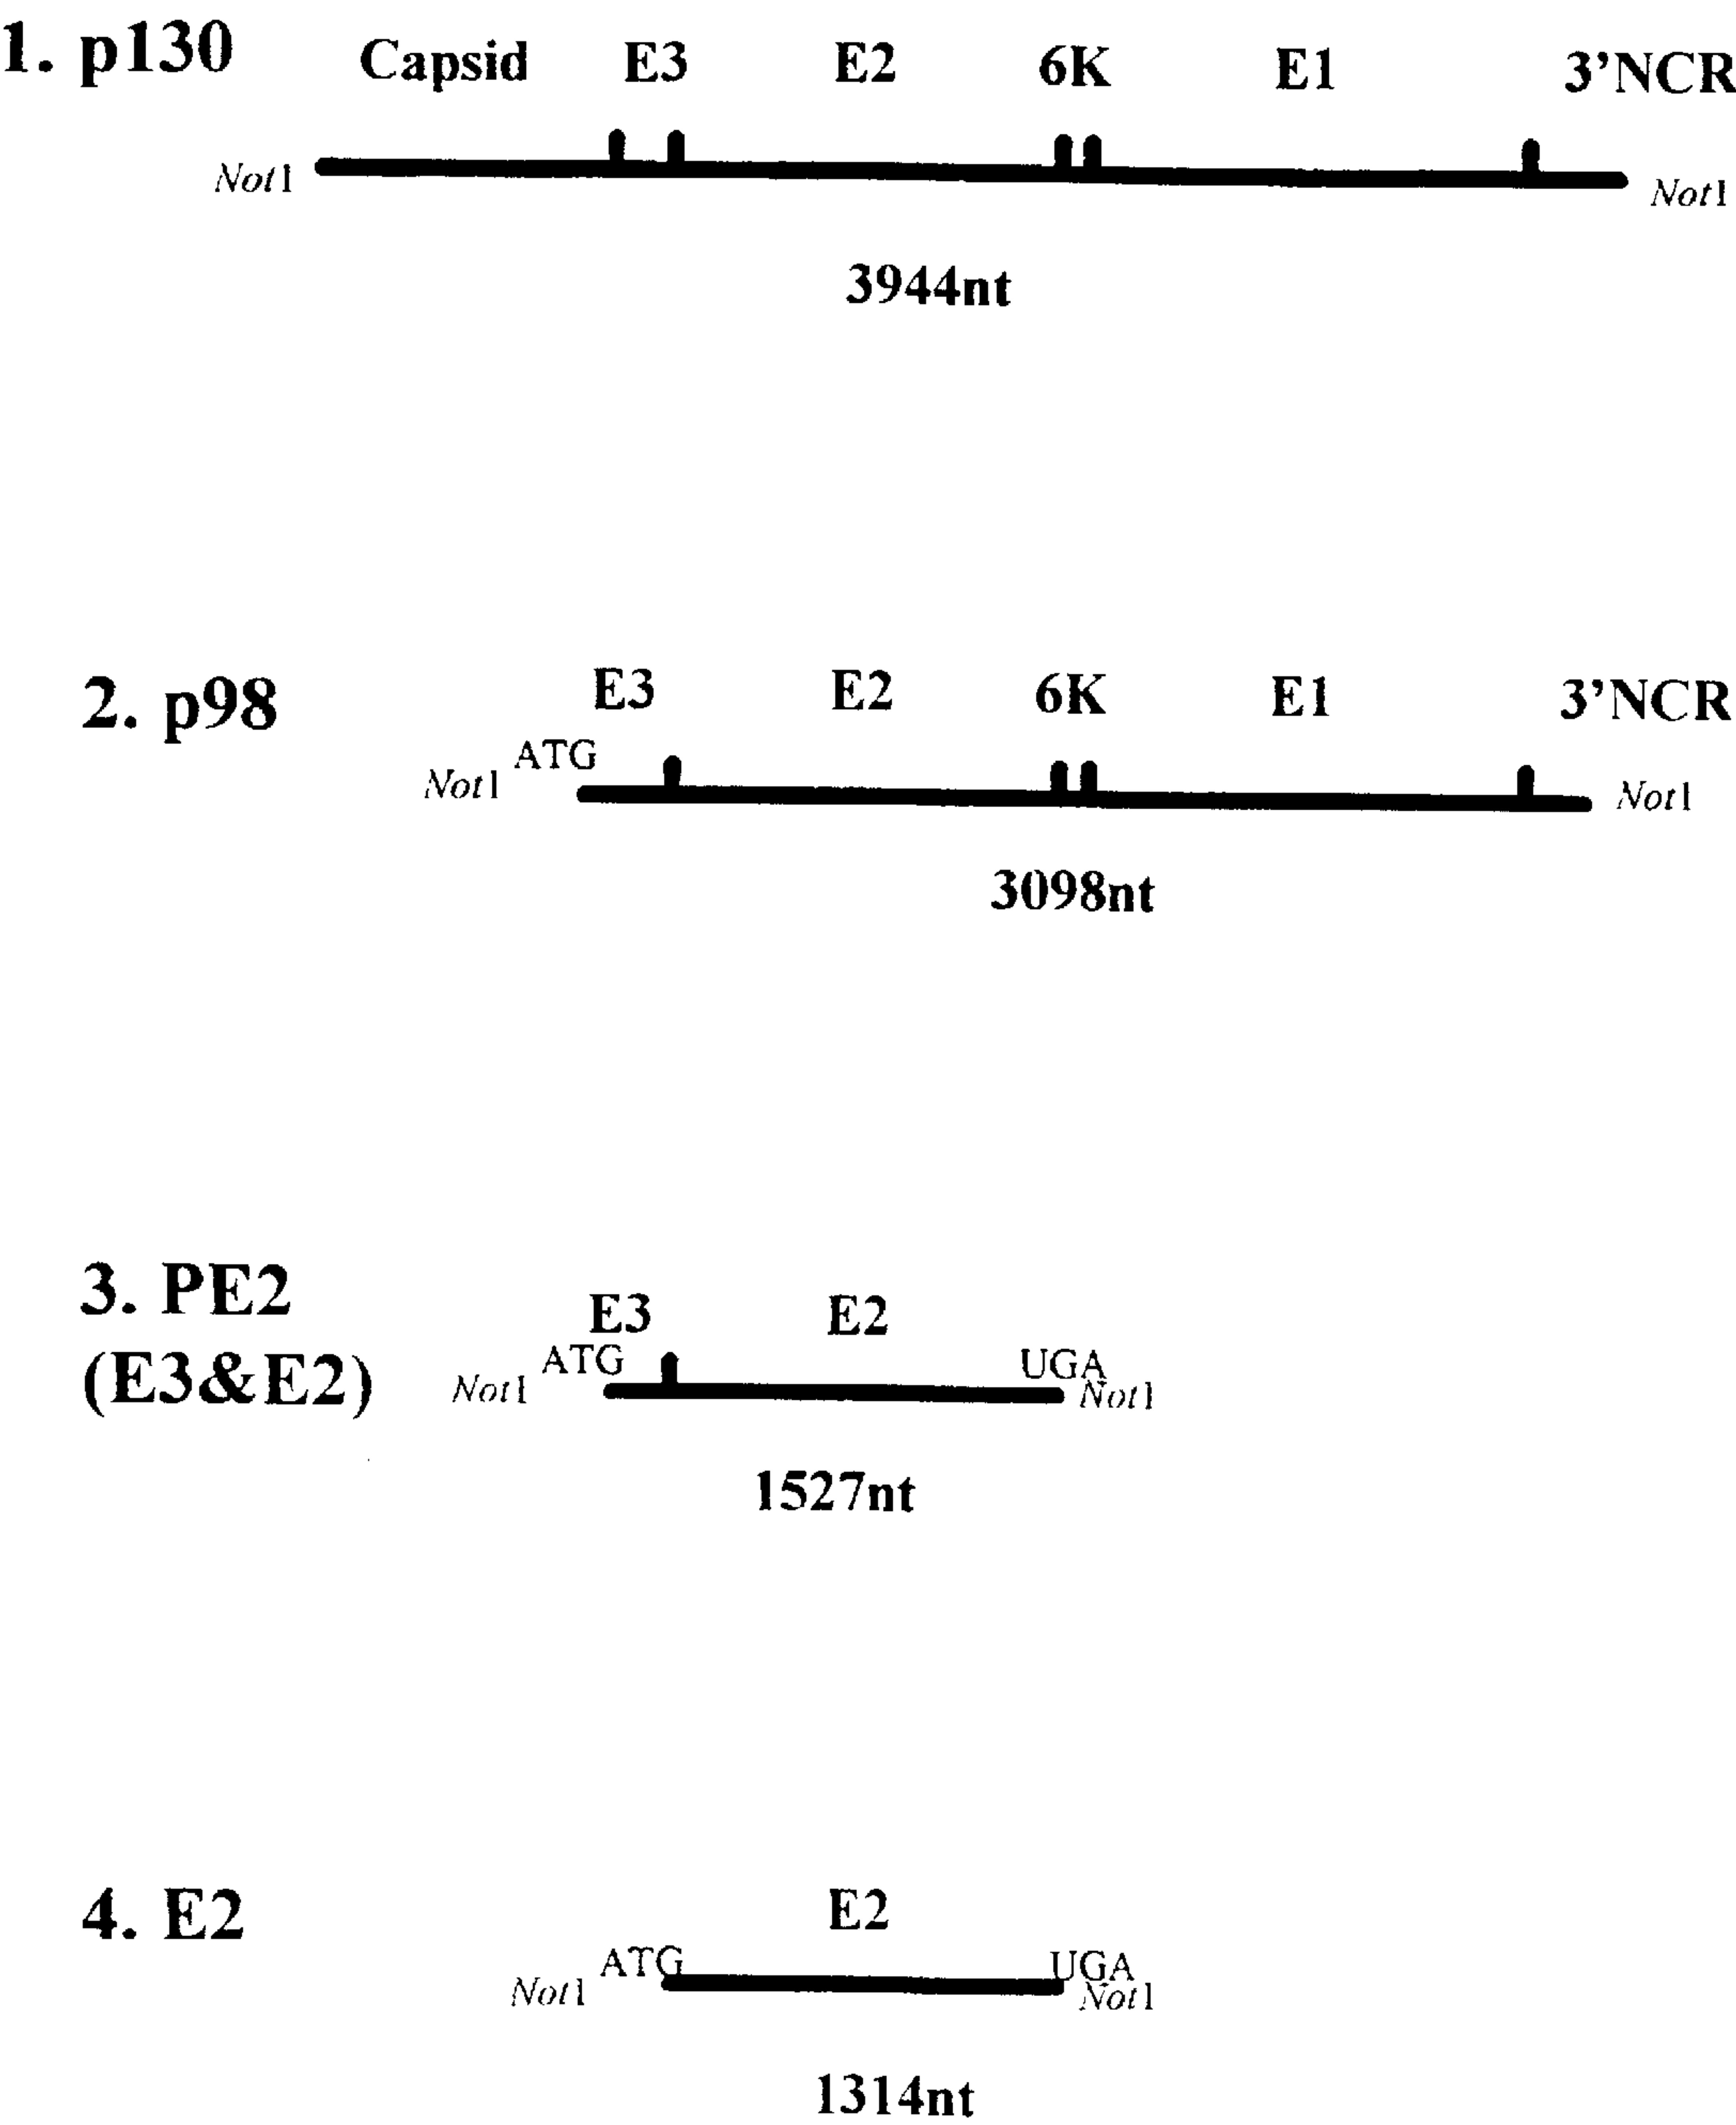 1. p130 Capsid E3 E2 6K E1 3’NCR
Not1 Not1
3944nt
2. p98 E3 E2 6K E1 3’NCR
ATG
Not1 Not1
3098nt
3. PE2
(E3&E2)
E3 E2
ATG UGA
Not1 Not1
1527nt
4. E2 E2
ATG UGA
Not1 Not1
1314nt